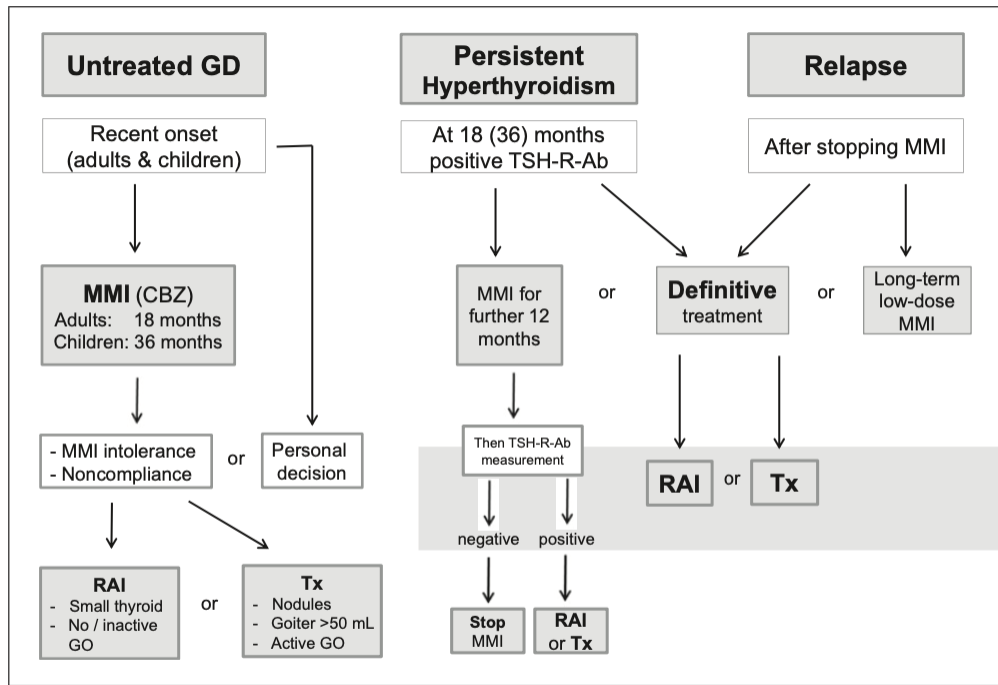 Untreated GD
Recent onset
(adults & children)
MMI (CBZ)
Adults: 18 months
Children: 36 months
- MMI intolerance
- Noncompliance
or
Personal
decision
RAI
- Small thyroid
- No / inactive
GO
or
Tx
- Nodules
- Goiter >50 mL
- Active GO
Persistent
Hyperthyroidism
At 18 (36) months
positive TSH-R-Ab
MMI for
further 12
months
or
Definitive
treatment
or
Then TSH-R-Ab
measurement
negative
positive
Stop
MMI
RAI
or Tx
RAI
or
Tx
Relapse
After stopping MMI
Long-term
low-dose
MMI